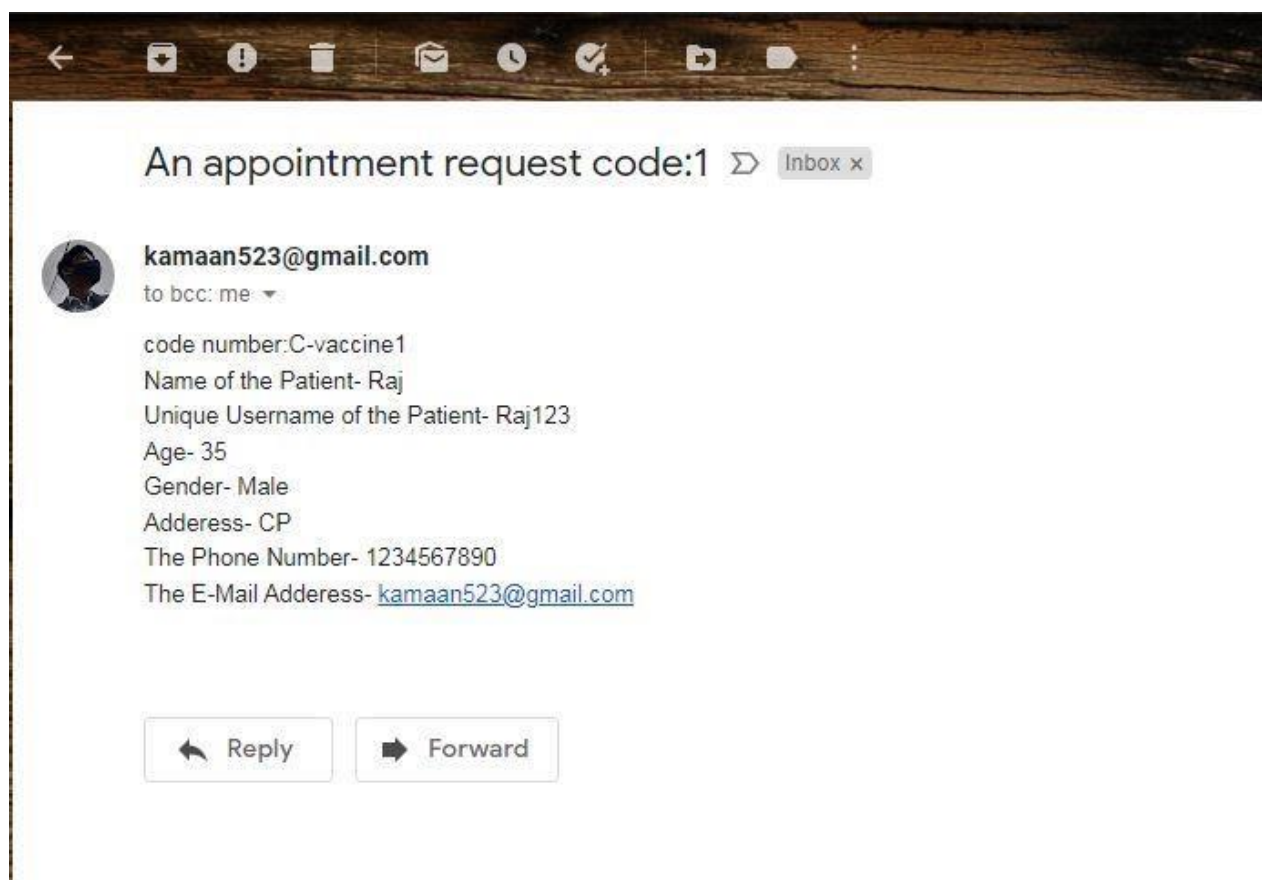 An appointment request code:1 Inbox x
kamaan523@gmail.com
to bcc: me
code number:C-vaccine1
Name of the Patient- Raj
Unique Username of the Patient- Raj123
Age- 35
Gender- Male
Adderess- CP
The Phone Number- 1234567890
The E-Mail Adderess- kamaan523@gmail.com
Reply Forward